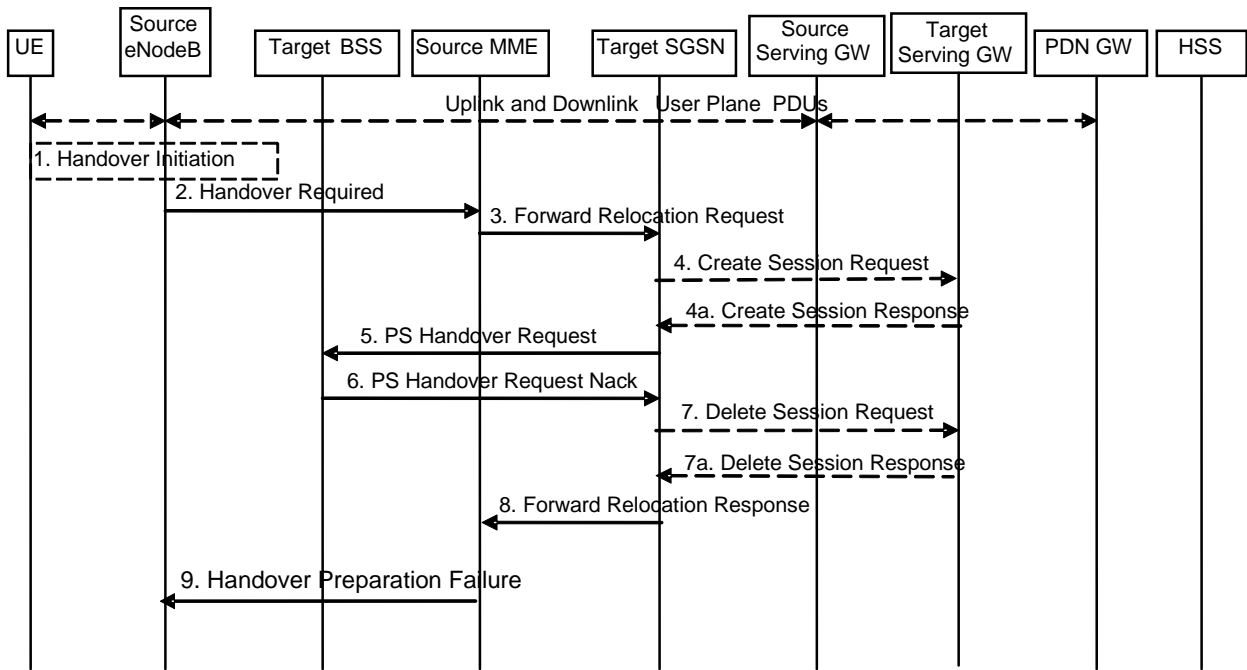 UE
Source
eNodeB
Target BSS
Source MME
Target SGSN
Source
Serving GW
Target
Serving GW
PDN GW
HSS
Uplink and Downlink User Plane PDUs
1. Handover Initiation
2. Handover Required
3. Forward Relocation Request
4. Create Session Request
4a. Create Session Response
5. PS Handover Request
6. PS Handover Request Nack
7. Delete Session Request
7a. Delete Session Response
8. Forward Relocation Response
9. Handover Preparation Failure